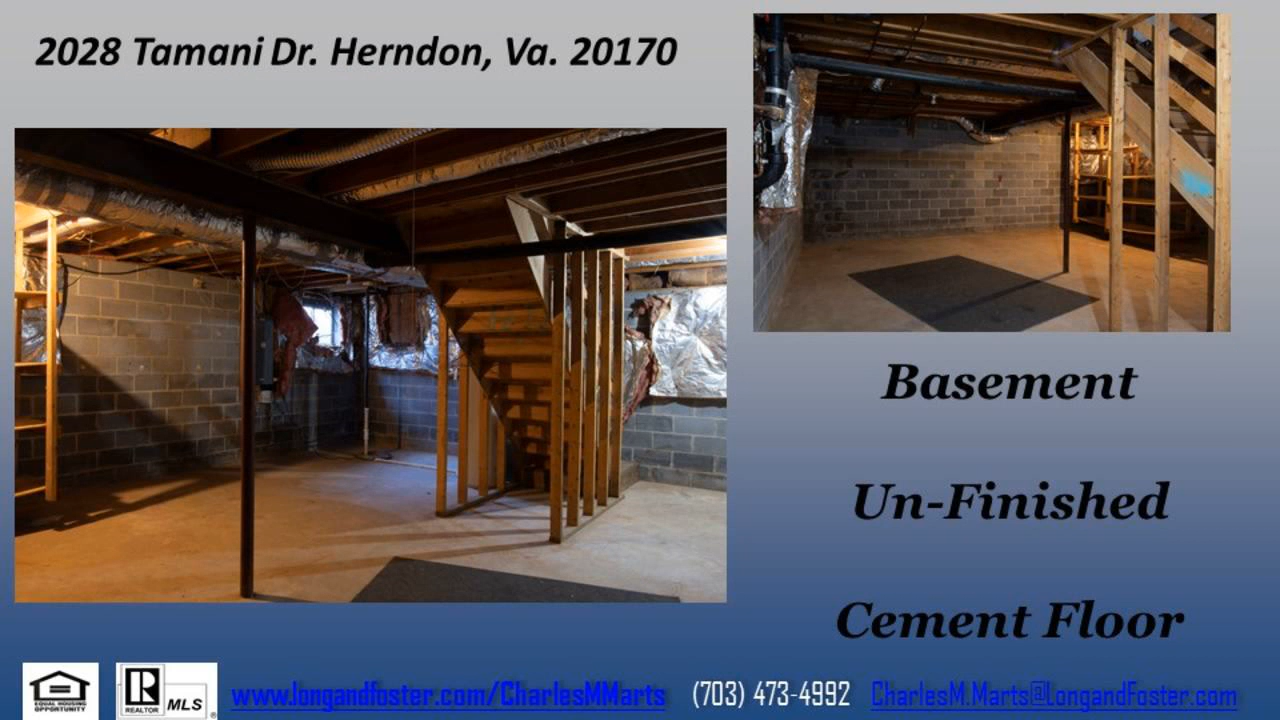 2028 Tamani Dr. Herndon, Va. 20170
Basement
Un-Finished
Cement Floor
EQUAL HOUSING
OPPORTUNITY
R
REALTOR
MLS
®
www.longandfoster.com/CharlesMMarts (703) 473-4992 CharlesM.Marts@LongandFoster.com